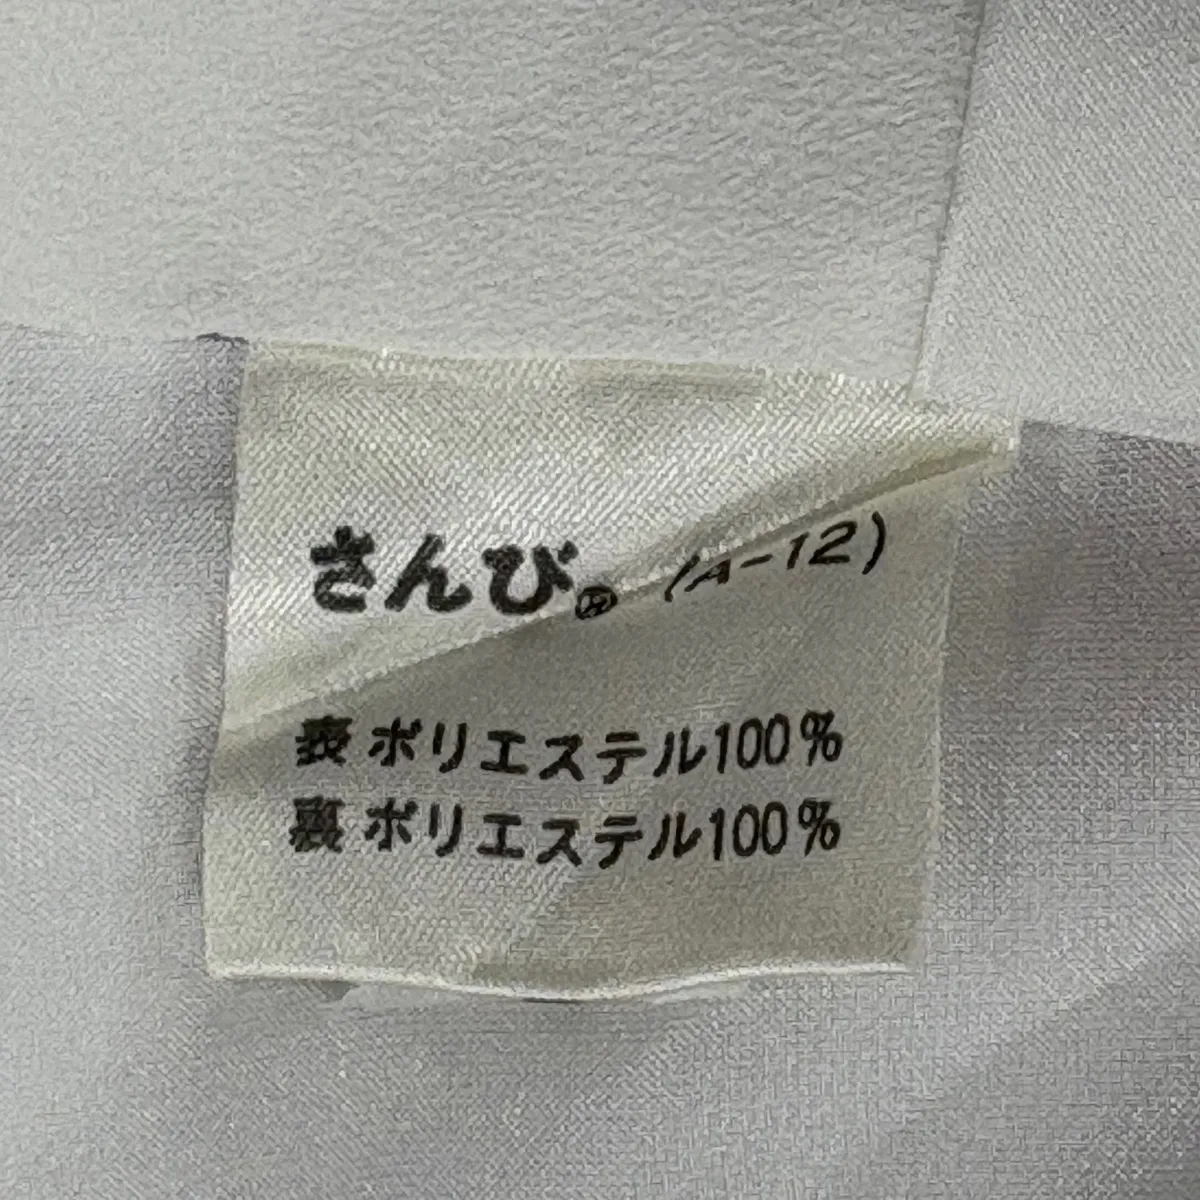 さんび® (A-12)
表 ポリエステル100%
裏 ポリエステル100%